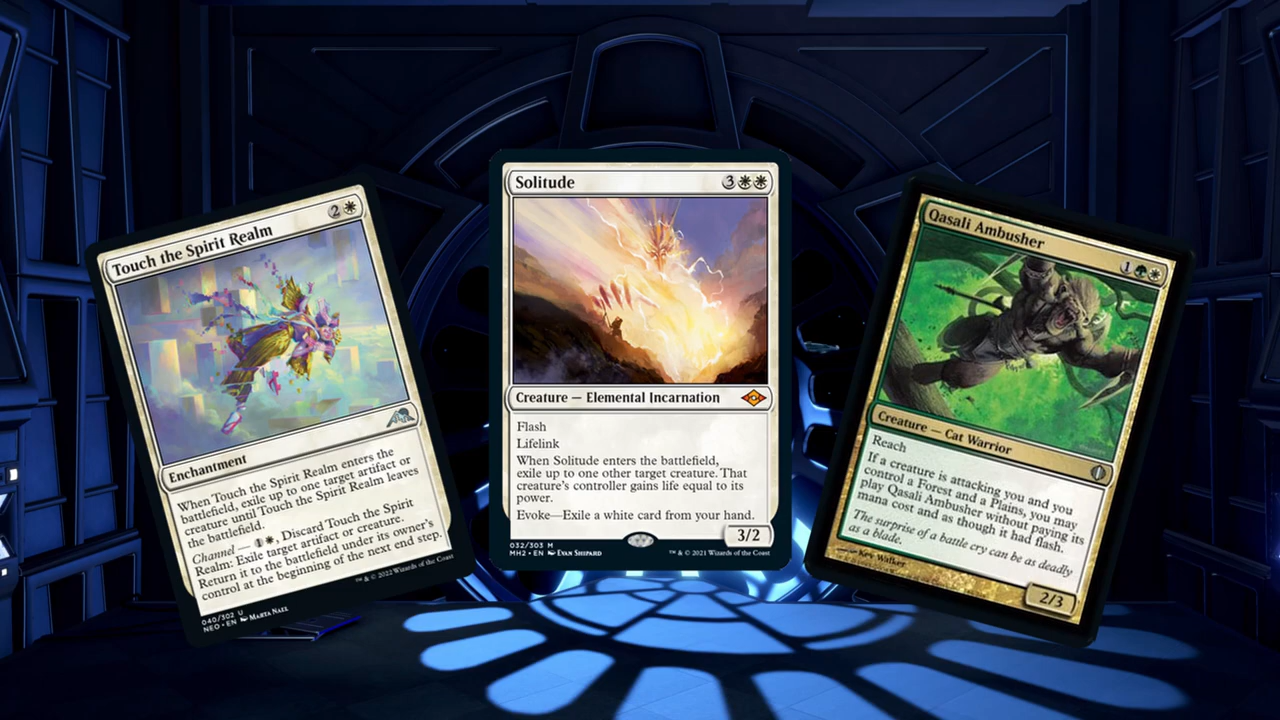 Touch the Spirit Realm
2
Enchantment
When Touch the Spirit Realm enters the
battlefield, exile up to one target artifact or
creature until Touch the Spirit Realm leaves
the battlefield.
Channel — 1, Discard Touch the Spirit
Realm: Exile target artifact or creature.
Return it to the battlefield under its owner's
control at the beginning of the next end step.
040/302 U
NEO • EN MARTA NAEL
™ & © 2022 Wizards of the Coast
Solitude
3
Creature — Elemental Incarnation
Flash
Lifelink
When Solitude enters the battlefield,
exile up to one other target creature. That
creature's controller gains life equal to its
power.
Evoke—Exile a white card from your hand.
3/2
032/303 M
MH2 • EN EVAN SHIPARD
™ & © 2021 Wizards of the Coast
Qasali Ambusher
1
Creature — Cat Warrior
Reach
If a creature is attacking you and you
control a Forest and a Plains, you may
play Qasali Ambusher without paying its
mana cost and as though it had flash.
The surprise of a battle cry can be as deadly
as a blade.
Kev Walker
2/3